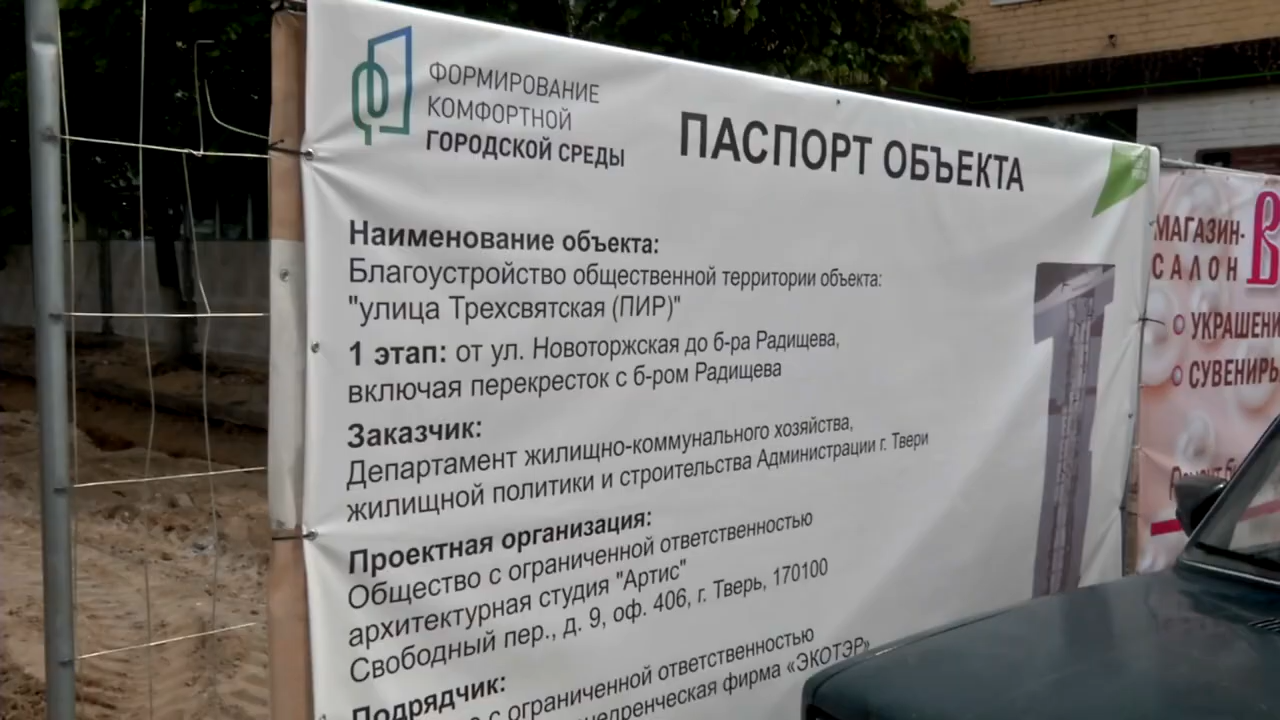 ФОРМИРОВАНИЕ
КОМФОРТНОЙ
ГОРОДСКОЙ СРЕДЫ
ПАСПОРТ ОБЪЕКТА
Наименование объекта:
Благоустройство общественной территории объекта:
"улица Трехсвятская (ПИР)"
1 этап: от ул. Новоторжская до б-ра Радищева,
включая перекресток с б-ром Радищева
Заказчик:
Департамент жилищно-коммунального хозяйства,
жилищной политики и строительства Администрации г. Твери
Проектная организация:
Общество с ограниченной ответственностью
архитектурная студия "Артис"
Свободный пер., д. 9, оф. 406, г. Тверь, 170100
Подрядчик:
с ограниченной ответственностью
фирма «ЭКОТЭР»
МАГАЗИН-
САЛОН
УКРАШЕНИ
СУВЕНИРЬ